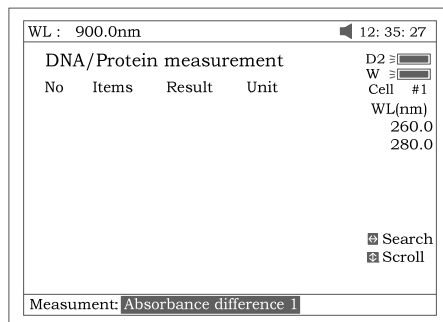 WL : 900.0nm 12: 35: 27
DNA/Protein measurement
No Items Result Unit
D2
W
Cell #1
WL(nm)
260.0
280.0
Search
Scroll
Measument: Absorbance difference 1